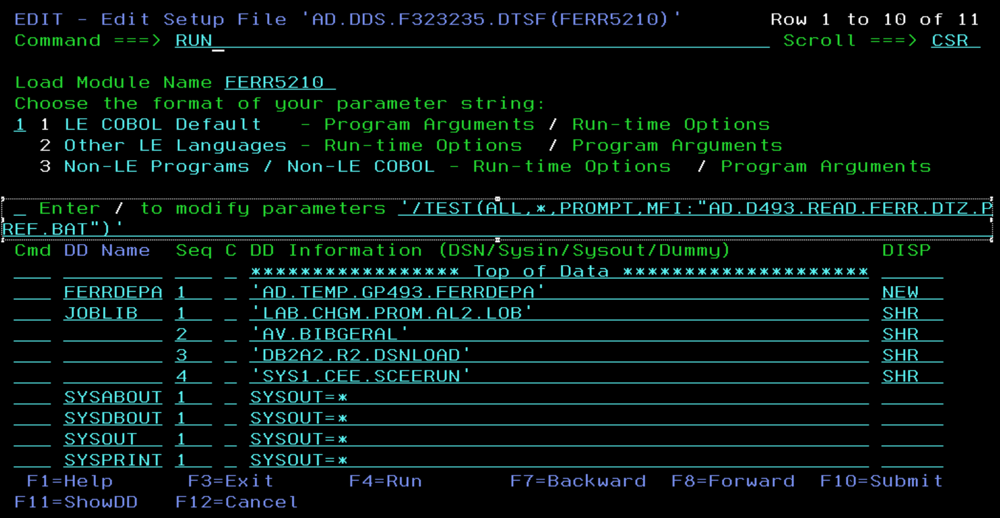 EDIT - Edit Setup File 'AD.DDS.F323235.DTSF(FERR5210)' Row 1 to 10 of 11
Command ===> RUN_ Scroll ===> CSR
Load Module Name FERR5210
Choose the format of your parameter string:
1 1 LE COBOL Default - Program Arguments / Run-time Options
2 Other LE Languages - Run-time Options / Program Arguments
3 Non-LE Programs / Non-LE COBOL - Run-time Options / Program Arguments
_ Enter / to modify parameters '/TEST(ALL,*,PROMPT,MFI:"AD.D493.READ.FERR.DTZ.P
REF.BAT")'
Cmd DD Name Seq C DD Information (DSN/Sysin/Sysout/Dummy) DISP
***************** Top of Data ********************
FERRDEPA 1 _ 'AD.TEMP.GP493.FERRDEPA' NEW
JOBLIB 1 _ 'LAB.CHGM.PROM.AL2.LOB' SHR
2 _ 'AV.BIBGERAL' SHR
3 _ 'DB2A2.R2.DSNLOAD' SHR
4 _ 'SYS1.CEE.SCEERUN' SHR
SYSABOUT 1 _ SYSOUT=*
SYSDBOUT 1 _ SYSOUT=*
SYSOUT 1 _ SYSOUT=*
SYSPRINT 1 _ SYSOUT=*
F1=Help F3=Exit F4=Run F7=Backward F8=Forward F10=Submit
F11=ShowDD F12=Cancel